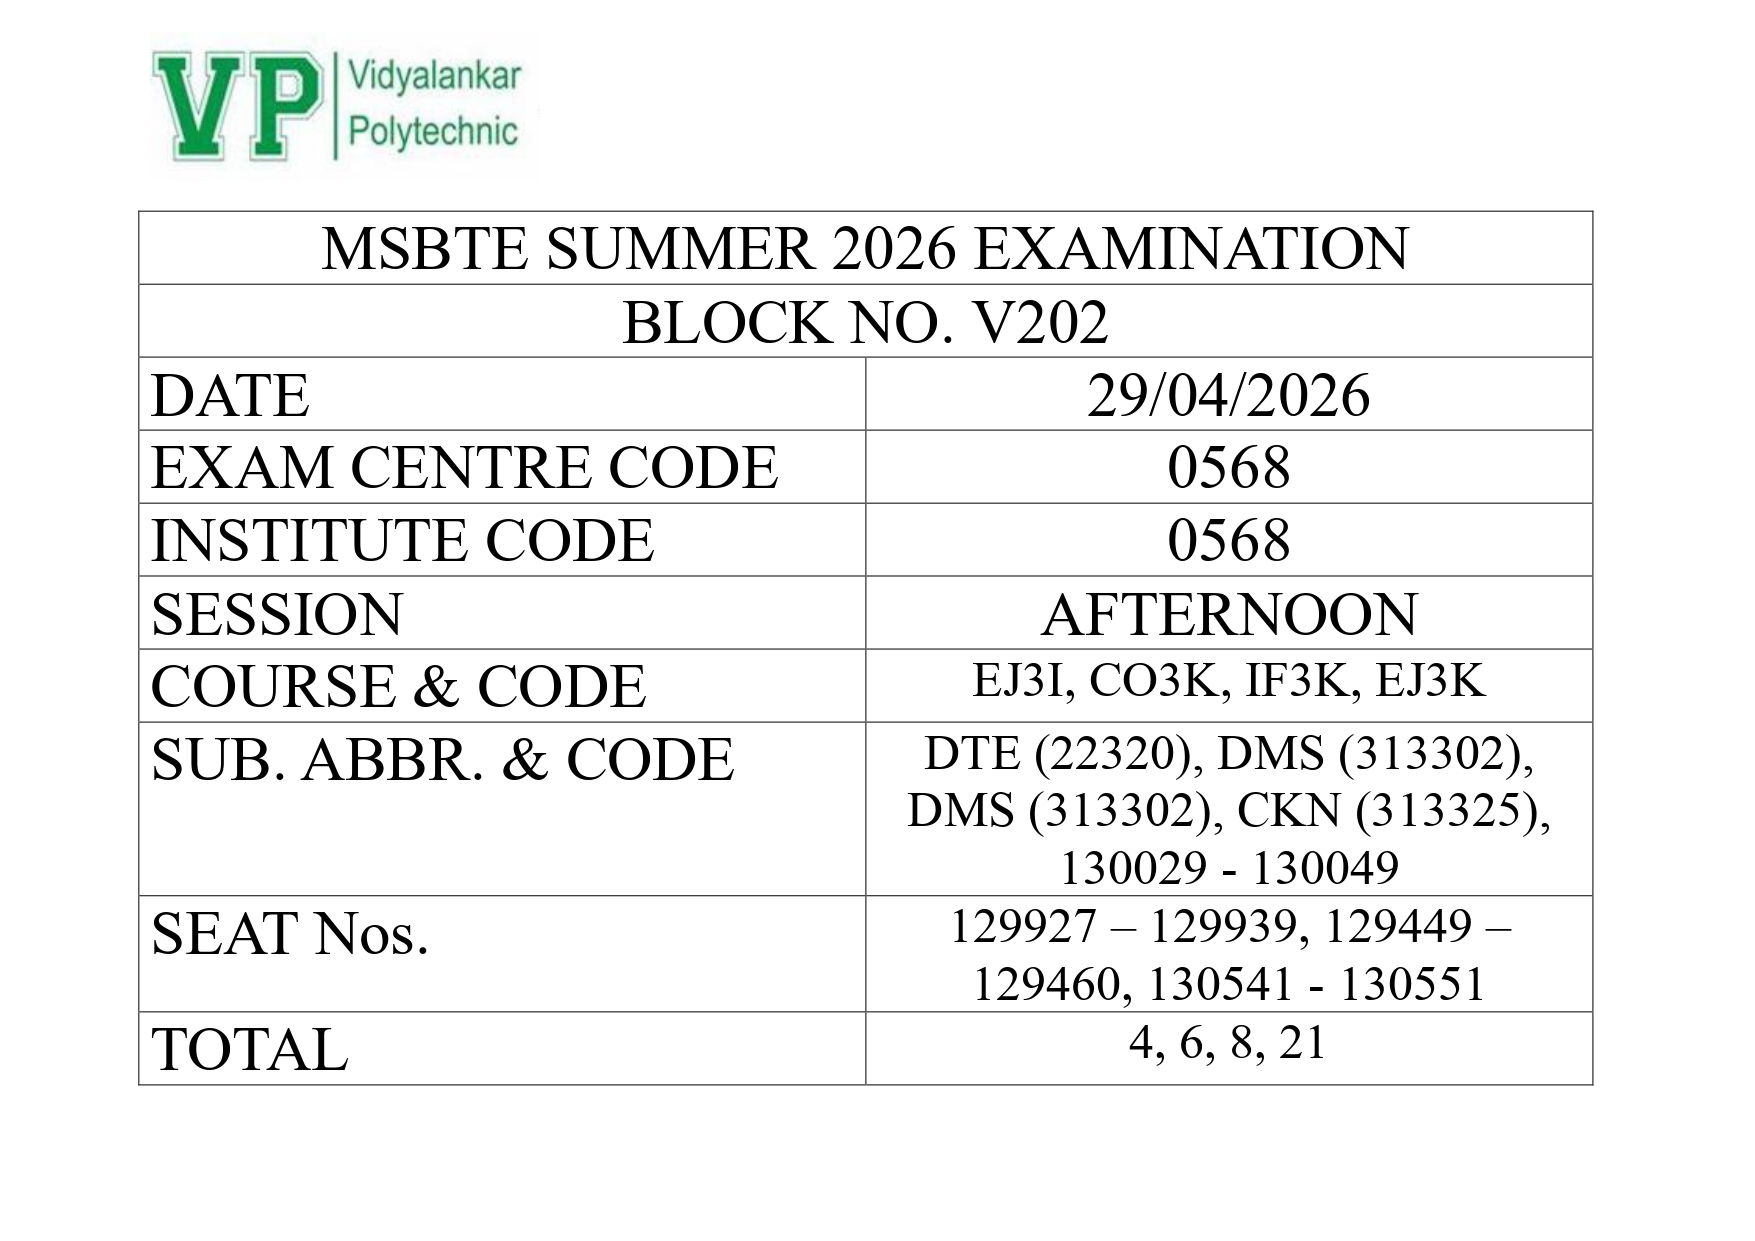 VP
Vidyalankar
Polytechnic
MSBTE SUMMER 2026 EXAMINATION
BLOCK NO. V202
DATE
29/04/2026
EXAM CENTRE CODE
0568
INSTITUTE CODE
0568
SESSION
AFTERNOON
COURSE & CODE
EJ3I, CO3K, IF3K, EJ3K
SUB. ABBR. & CODE
DTE (22320), DMS (313302),
DMS (313302), CKN (313325),
130029 - 130049
SEAT Nos.
129927 – 129939, 129449 –
129460, 130541 - 130551
TOTAL
4, 6, 8, 21